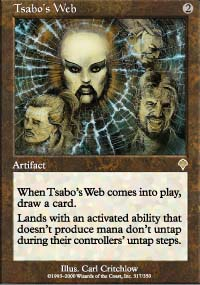 Tsabo's Web
2
Artifact
When Tsabo's Web comes into play,
draw a card.
Lands with an activated ability that
doesn't produce mana don't untap
during their controllers' untap steps.
Illus. Carl Critchlow
©1993-2000 Wizards of the Coast, Inc. 317/350